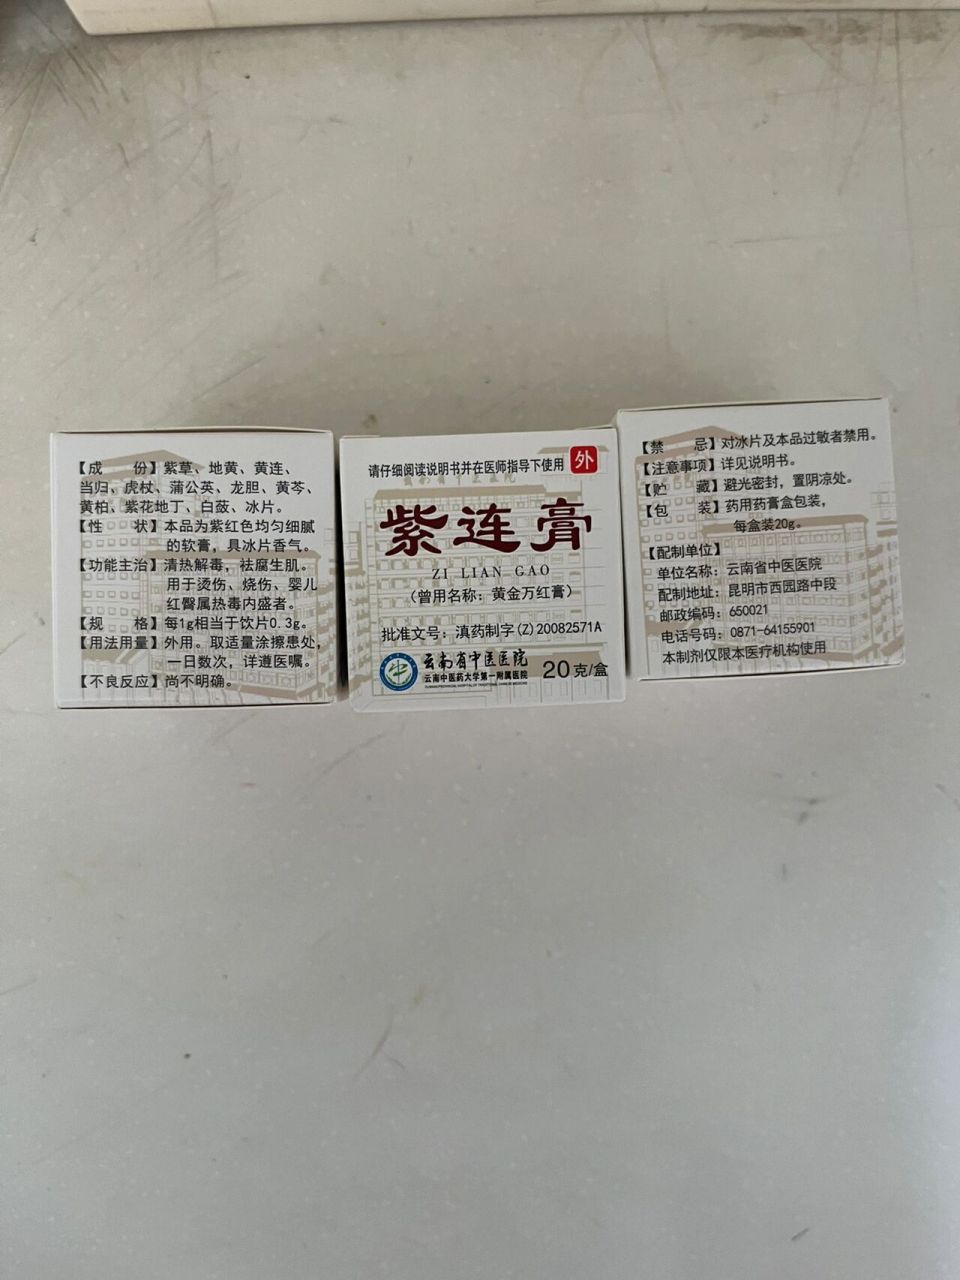 【成　　份】紫草、地黄、黄连、
当归、虎杖、蒲公英、龙胆、黄芩、
黄柏、紫花地丁、白蔹、冰片。
【性　　状】本品为紫红色均匀细腻
的软膏，具冰片香气。
【功能主治】清热解毒，祛腐生肌。
用于烫伤、烧伤、婴儿
红臀属热毒内盛者。
【规　　格】每1g相当于饮片0.3g。
【用法用量】外用。取适量涂擦患处，
一日数次，详遵医嘱。
【不良反应】尚不明确。
请仔细阅读说明书并在医师指导下使用 外
紫连膏
ZI LIAN GAO
（曾用名称：黄金万红膏）
批准文号：滇药制字(Z)20082571A
云南省中医医院
云南中医药大学第一附属医院
YUNNAN PROVINCIAL HOSPITAL OF TRADITIONAL CHINESE MEDICINE
20克/盒
【禁　　忌】对冰片及本品过敏者禁用。
【注意事项】详见说明书。
【贮　　藏】避光密封，置阴凉处。
【包　　装】药用药膏盒包装，
每盒装20g。
【配制单位】
单位名称：云南省中医医院
配制地址：昆明市西园路中段
邮政编码：650021
电话号码：0871-64155901
本制剂仅限本医疗机构使用